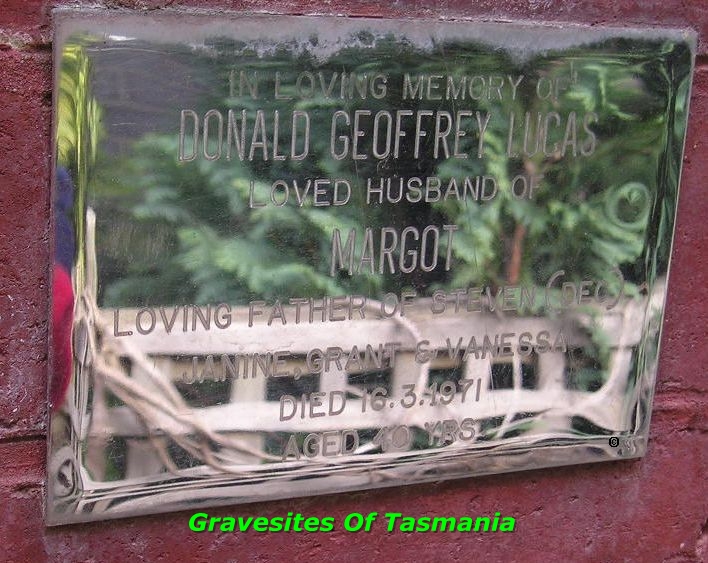 IN LOVING MEMORY OF
DONALD GEOFFREY LUCAS
LOVED HUSBAND OF
MARGOT
LOVING FATHER OF STEVEN (DEC)
JANINE, GRANT & VANESSA
DIED 16.3.1971
AGED 40 YRS.
Gravesites Of Tasmania